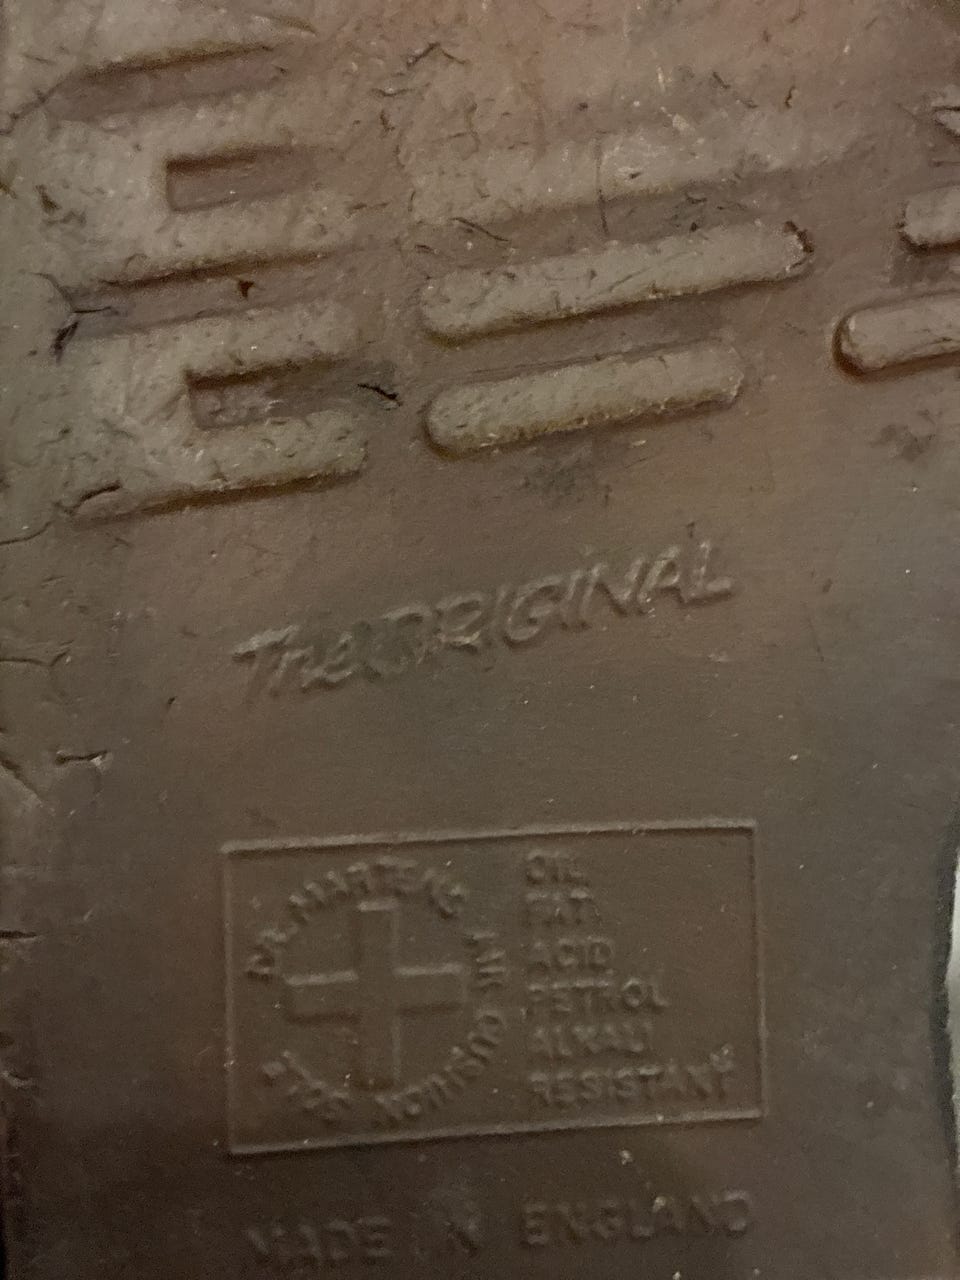 The ORIGINAL
DR. MARTENS AIR CUSHION SOLE
OIL
FAT
ACID
PETROL
ALKALI
RESISTANT
MADE IN ENGLAND